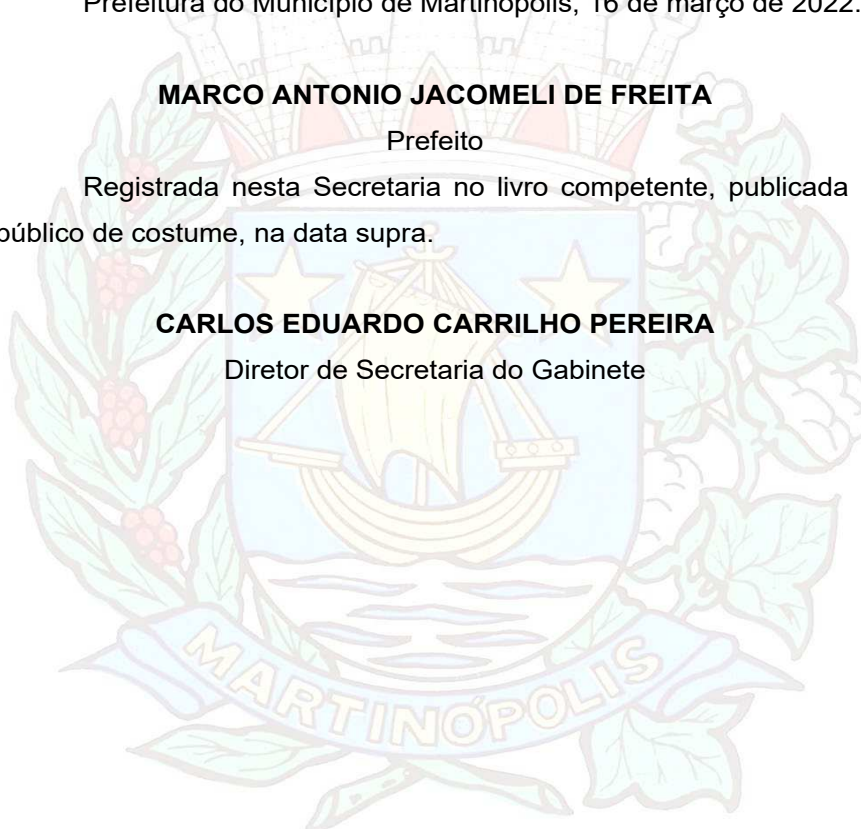 Prefeitura do Município de Martinópolis, 16 de março de 2022.
MARCO ANTONIO JACOMELI DE FREITA
Prefeito
Registrada nesta Secretaria no livro competente, publicada
público de costume, na data supra.
CARLOS EDUARDO CARRILHO PEREIRA
Diretor de Secretaria do Gabinete
MARTINÓPOLIS